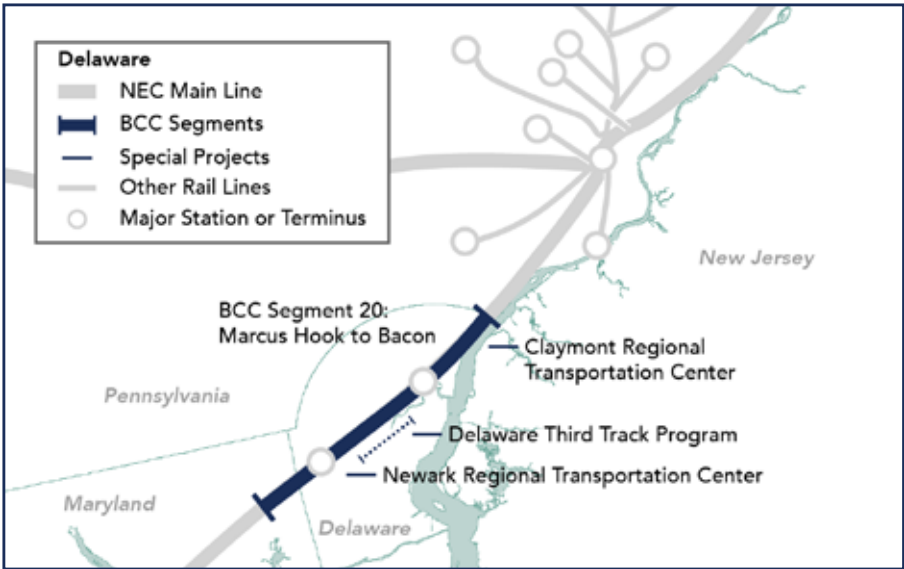 Delaware
NEC Main Line
BCC Segments
Special Projects
Other Rail Lines
Major Station or Terminus
New Jersey
BCC Segment 20:
Marcus Hook to Bacon
Claymont Regional
Transportation Center
Pennsylvania
Delaware Third Track Program
Newark Regional Transportation Center
Maryland
Delaware